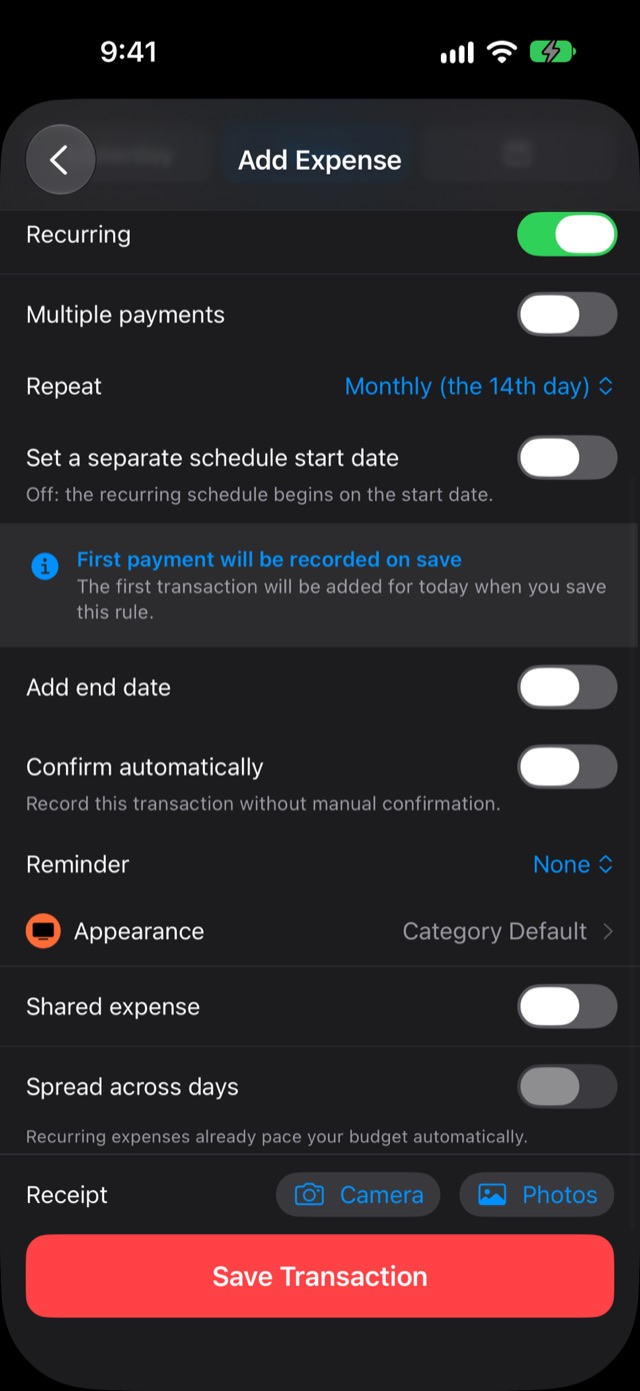 9:41
Add Expense
Recurring
Multiple payments
Repeat
Monthly (the 14th day)
Set a separate schedule start date
Off: the recurring schedule begins on the start date.
First payment will be recorded on save
The first transaction will be added for today when you save
this rule.
Add end date
Confirm automatically
Record this transaction without manual confirmation.
Reminder
None
Appearance
Category Default
Shared expense
Spread across days
Recurring expenses already pace your budget automatically.
Receipt
Camera
Photos
Save Transaction